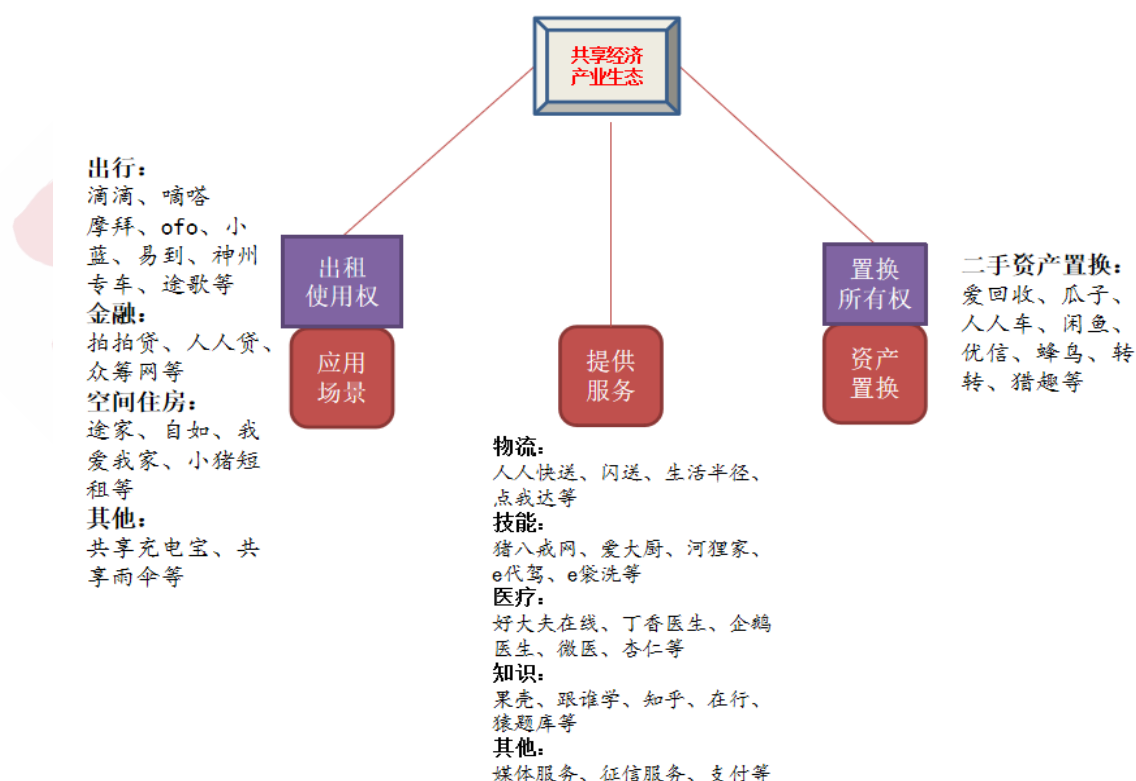 共享经济
产业生态
出行：
滴滴、嘀嗒
摩拜、ofo、小
蓝、易到、神州
专车、途歌等
金融：
拍拍贷、人人贷、
众筹网等
空间住房：
途家、自如、我
爱我家、小猪短
租等
其他：
共享充电宝、共
享雨伞等
出租
使用权
应用
场景
提供
服务
物流：
人人快送、闪送、生活半径、
点我达等
技能：
猪八戒网、爱大厨、河狸家、
e代驾、e袋洗等
医疗：
好大夫在线、丁香医生、企鹅
医生、微医、杏仁等
知识：
果壳、跟谁学、知乎、在行、
猿题库等
其他：
媒体服务、征信服务、支付等
置换
所有权
资产
置换
二手资产置换：
爱回收、瓜子、
人人车、闲鱼、
优信、蜂鸟、转
转、猎趣等